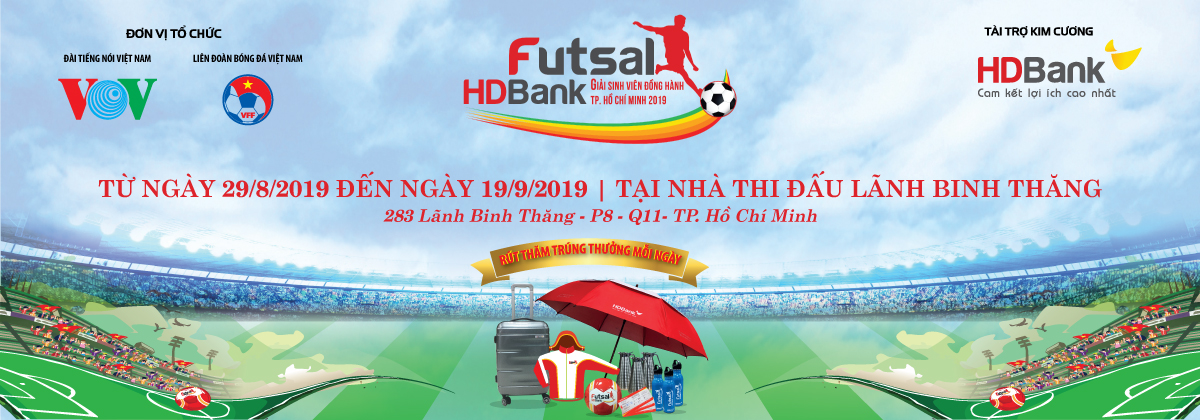 ĐƠN VỊ TỔ CHỨC
ĐÀI TIẾNG NÓI VIỆT NAM
LIÊN ĐOÀN BÓNG ĐÁ VIỆT NAM
VOV
VFF
Futsal
HDBank
GIẢI SINH VIÊN ĐỒNG HÀNH
TP. HỒ CHÍ MINH 2019
TÀI TRỢ KIM CƯƠNG
HDBank
Cam kết lợi ích cao nhất
TỪ NGÀY 29/8/2019 ĐẾN NGÀY 19/9/2019 | TẠI NHÀ THI ĐẤU LÃNH BINH THĂNG
283 Lãnh Binh Thăng - P8 - Q11- TP. Hồ Chí Minh
RÚT THĂM TRÚNG THƯỞNG MỖI NGÀY
HDBank
Futsal